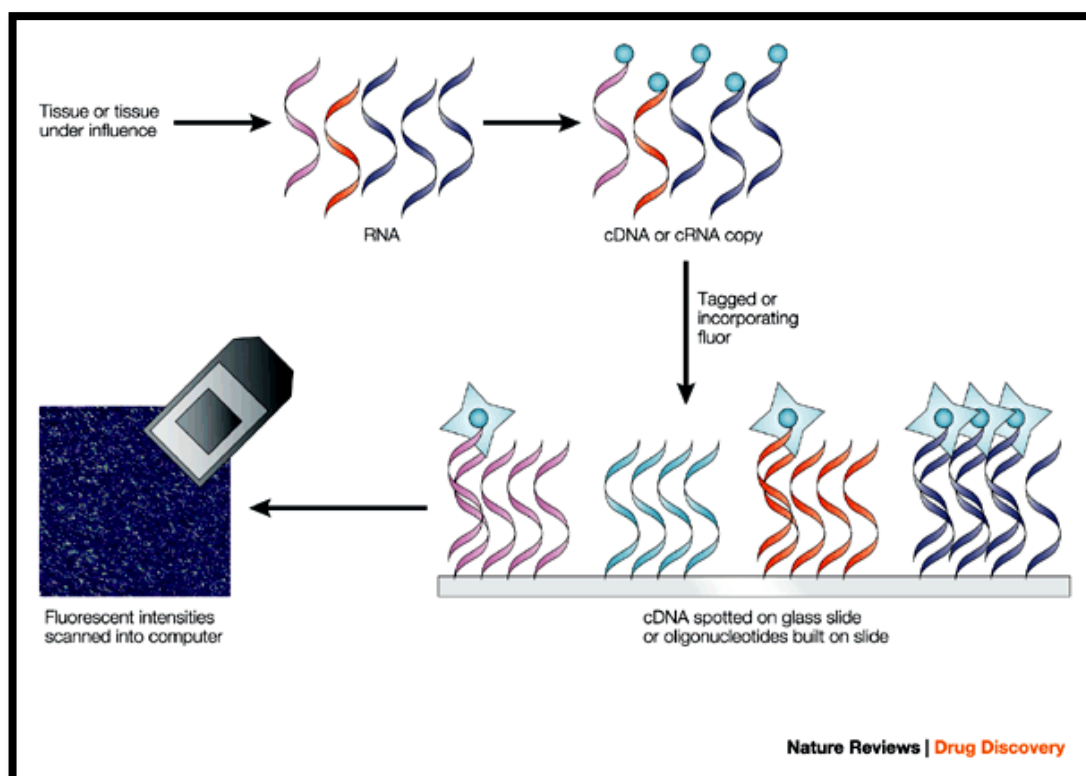 Tissue or tissue
under influence
RNA
cDNA or cRNA copy
Tagged or
incorporating
fluor
Fluorescent intensities
scanned into computer
cDNA spotted on glass slide
or oligonucleotides built on slide
Nature Reviews | Drug Discovery